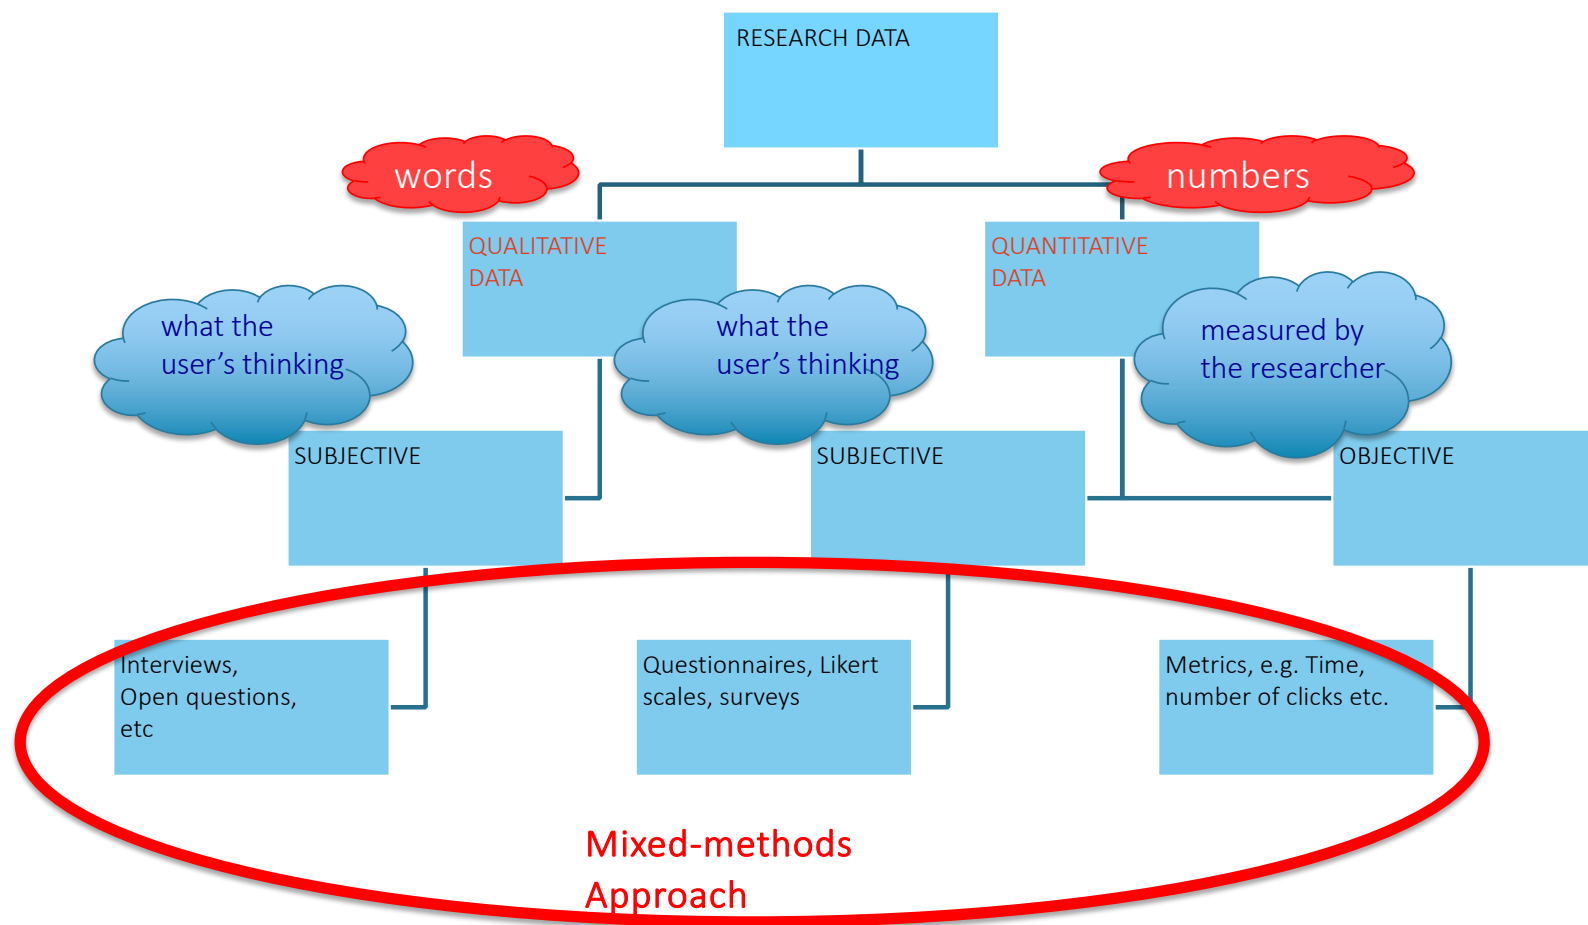 RESEARCH DATA
words
numbers
QUALITATIVE
DATA
QUANTITATIVE
DATA
what the
user’s thinking
what the
user’s thinking
measured by
the researcher
SUBJECTIVE
SUBJECTIVE
OBJECTIVE
Interviews,
Open questions,
etc
Questionnaires, Likert
scales, surveys
Metrics, e.g. Time,
number of clicks etc.
Mixed-methods
Approach